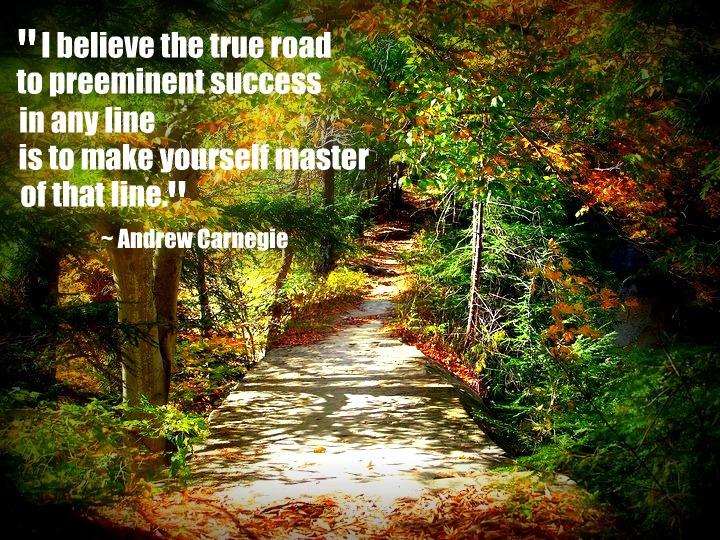 "I believe the true road
to preeminent success
in any line
is to make yourself master
of that line."
~ Andrew Carnegie